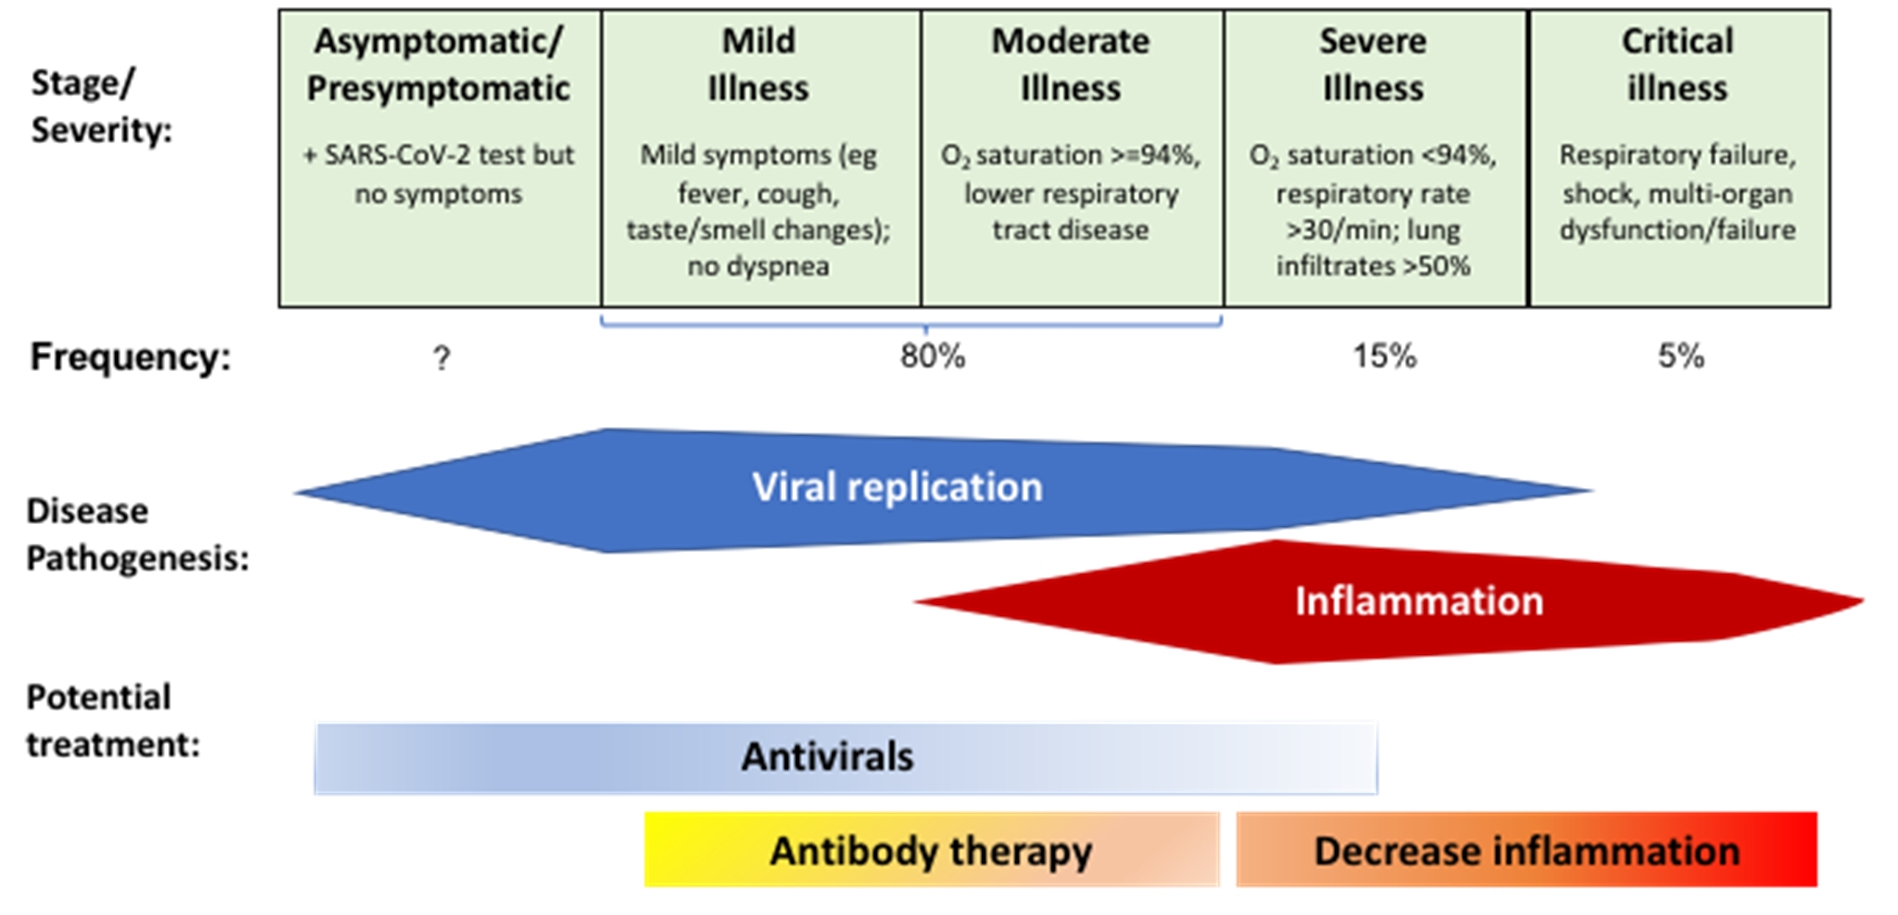 Stage/
Severity:
Asymptomatic/
Presymptomatic
+ SARS-CoV-2 test but
no symptoms
Mild
Illness
Mild symptoms (eg
fever, cough,
taste/smell changes);
no dyspnea
Moderate
Illness
O₂ saturation >=94%,
lower respiratory
tract disease
Severe
Illness
O₂ saturation <94%,
respiratory rate
>30/min; lung
infiltrates >50%
Critical
illness
Respiratory failure,
shock, multi-organ
dysfunction/failure
Frequency:
?
80%
15%
5%
Disease
Pathogenesis:
Viral replication
Inflammation
Potential
treatment:
Antivirals
Antibody therapy
Decrease inflammation